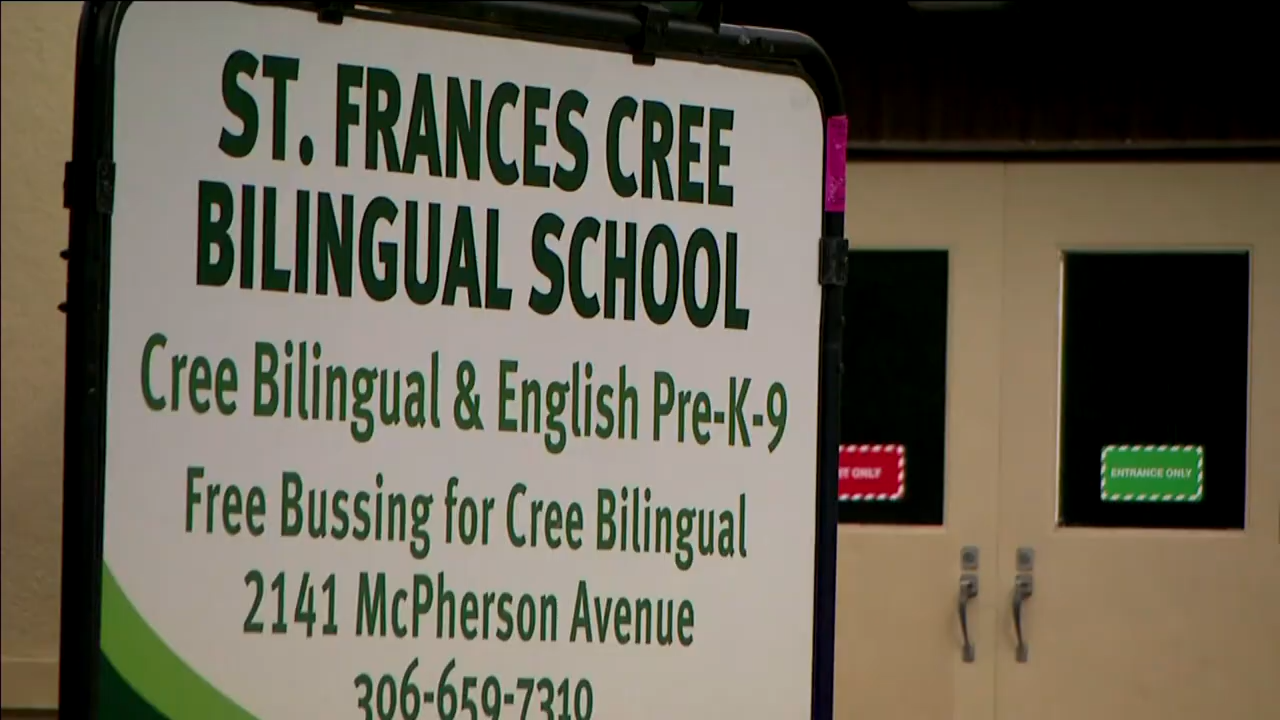 ST. FRANCES CREE
BILINGUAL SCHOOL
Cree Bilingual & English Pre-K-9
Free Bussing for Cree Bilingual
2141 McPherson Avenue
306-659-7310
ONLY
ENTRANCE ONLY